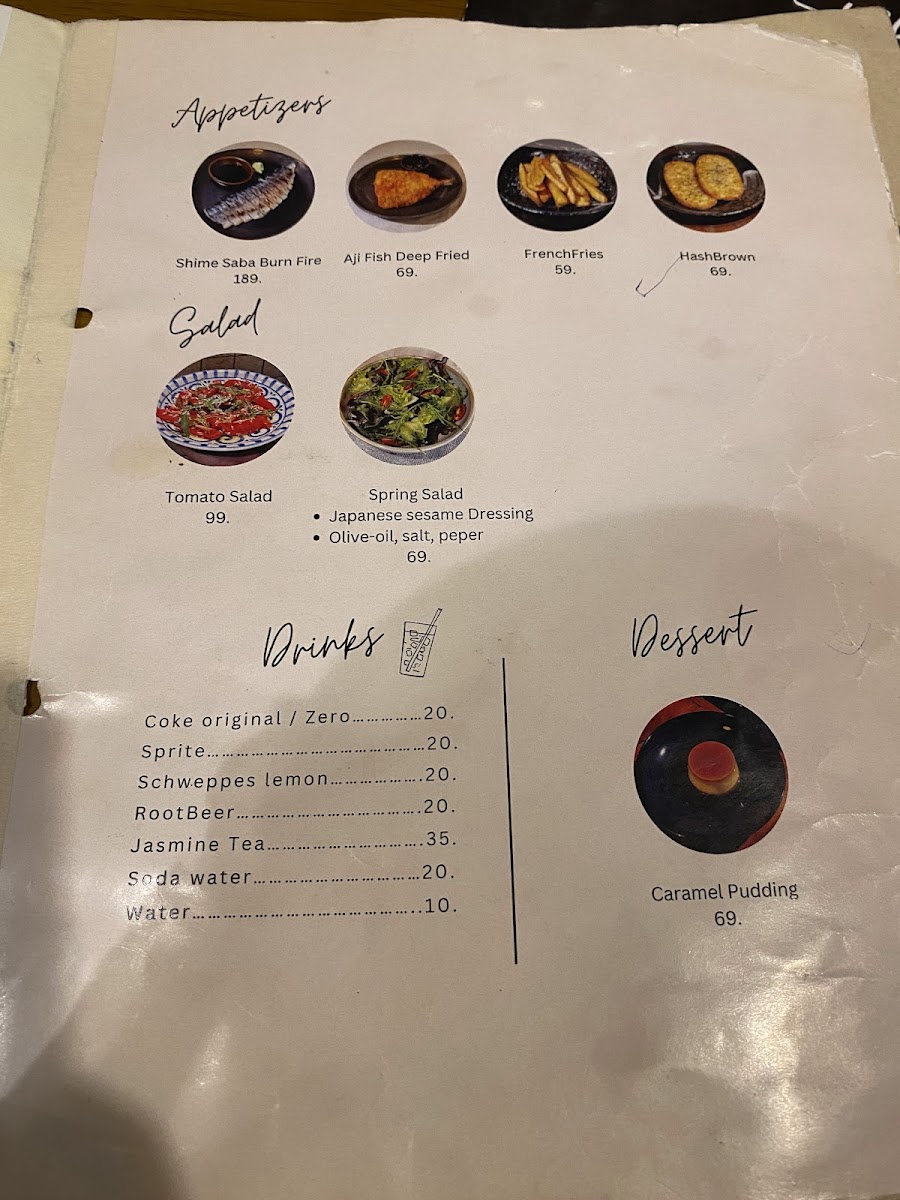 Appetizers
Shime Saba Burn Fire
189.
Aji Fish Deep Fried
69.
FrenchFries
59.
HashBrown
69.
Salad
Tomato Salad
99.
Spring Salad
• Japanese sesame Dressing
• Olive-oil, salt, peper
69.
Drinks
Coke original / Zero……………20.
Sprite……………………………………20.
Schweppes lemon……………….20.
RootBeer……………………………….20.
Jasmine Tea………………………….35.
Soda water……………………………20.
Water……………………………………..10.
Dessert
Caramel Pudding
69.